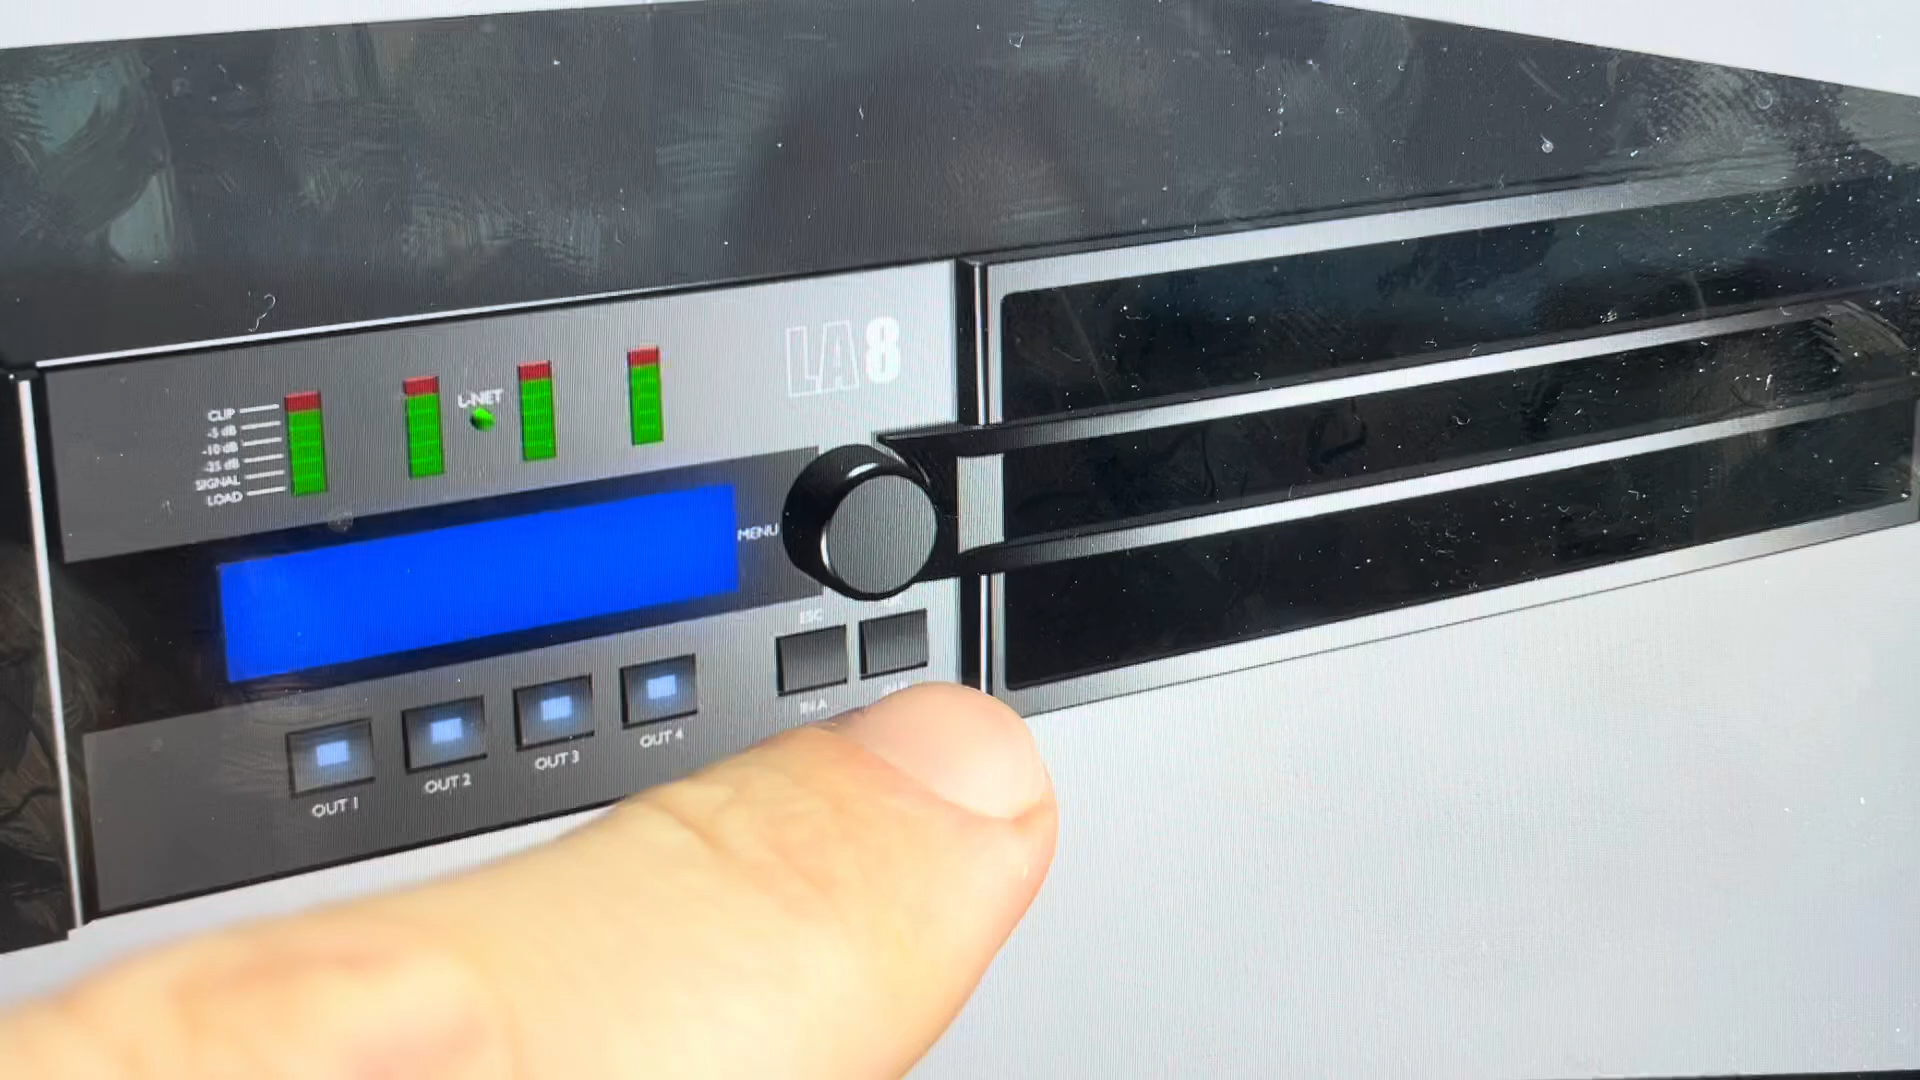 LA8
L-NET
CLIP
-5 dB
-10 dB
-25 dB
SIGNAL
LOAD
MENU
ESC
IN A
OUT 1
OUT 2
OUT 3
OUT 4